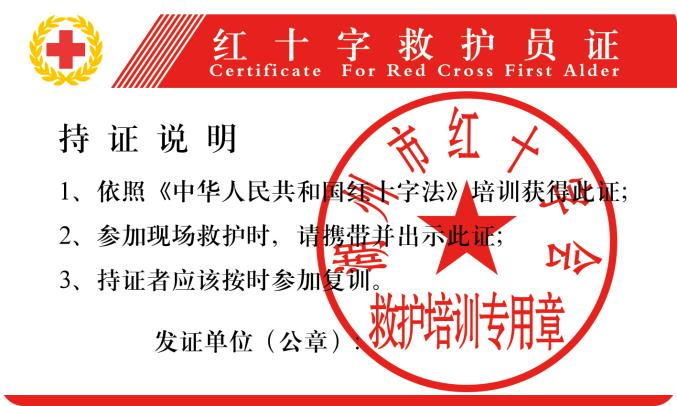 红十字救护员证
Certificate For Red Cross First Alder
持证说明
1、依照《中华人民共和国红十字法》培训获得此证;
2、参加现场救护时，请携带并出示此证;
3、持证者应该按时参加复训。
发证单位（公章）:
州市红十字会
救护培训专用章